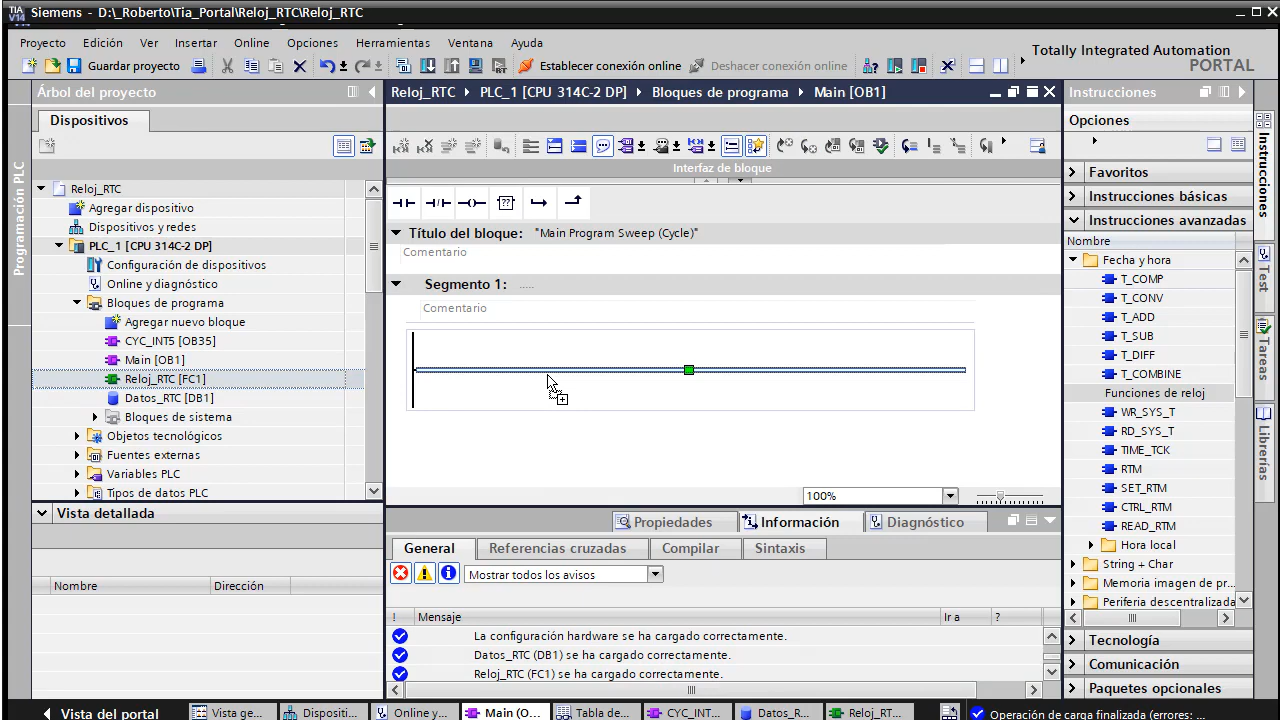 TIA V14 Siemens - D:\_Roberto\Tia_Portal\Reloj_RTC\Reloj_RTC
Proyecto Edición Ver Insertar Online Opciones Herramientas Ventana Ayuda
Totally Integrated Automation
PORTAL
Guardar proyecto Establecer conexión online Deshacer conexión online
Árbol del proyecto
Dispositivos
Programación PLC
Reloj_RTC
Agregar dispositivo
Dispositivos y redes
PLC_1 [CPU 314C-2 DP]
Configuración de dispositivos
Online y diagnóstico
Bloques de programa
Agregar nuevo bloque
CYC_INT5 [OB35]
Main [OB1]
Reloj_RTC [FC1]
Datos_RTC [DB1]
Bloques de sistema
Objetos tecnológicos
Fuentes externas
Variables PLC
Tipos de datos PLC
Vista detallada
Nombre Dirección
Reloj_RTC PLC_1 [CPU 314C-2 DP] Bloques de programa Main [OB1]
Interfaz de bloque
??
Título del bloque: "Main Program Sweep (Cycle)"
Comentario
Segmento 1: .....
Comentario
100%
Propiedades Información Diagnóstico
General Referencias cruzadas Compilar Sintaxis
Mostrar todos los avisos
! Mensaje Ir a ?
La configuración hardware se ha cargado correctamente.
Datos_RTC (DB1) se ha cargado correctamente.
Reloj_RTC (FC1) se ha cargado correctamente.
Instrucciones
Opciones
Favoritos
Instrucciones básicas
Instrucciones avanzadas
Nombre
Fecha y hora
T_COMP
T_CONV
T_ADD
T_SUB
T_DIFF
T_COMBINE
Funciones de reloj
WR_SYS_T
RD_SYS_T
TIME_TCK
RTM
SET_RTM
CTRL_RTM
READ_RTM
Hora local
String + Char
Memoria imagen de pr...
Periferia descentralizada
Tecnología
Comunicación
Paquetes opcionales
Instrucciones
Test
Tareas
Librerías
Vista del portal Vista ge... Dispositi... Online y... Main (O... Tabla de... CYC_INT... Datos_R... Reloj_RT... Operación de carga finalizada (errores: ...